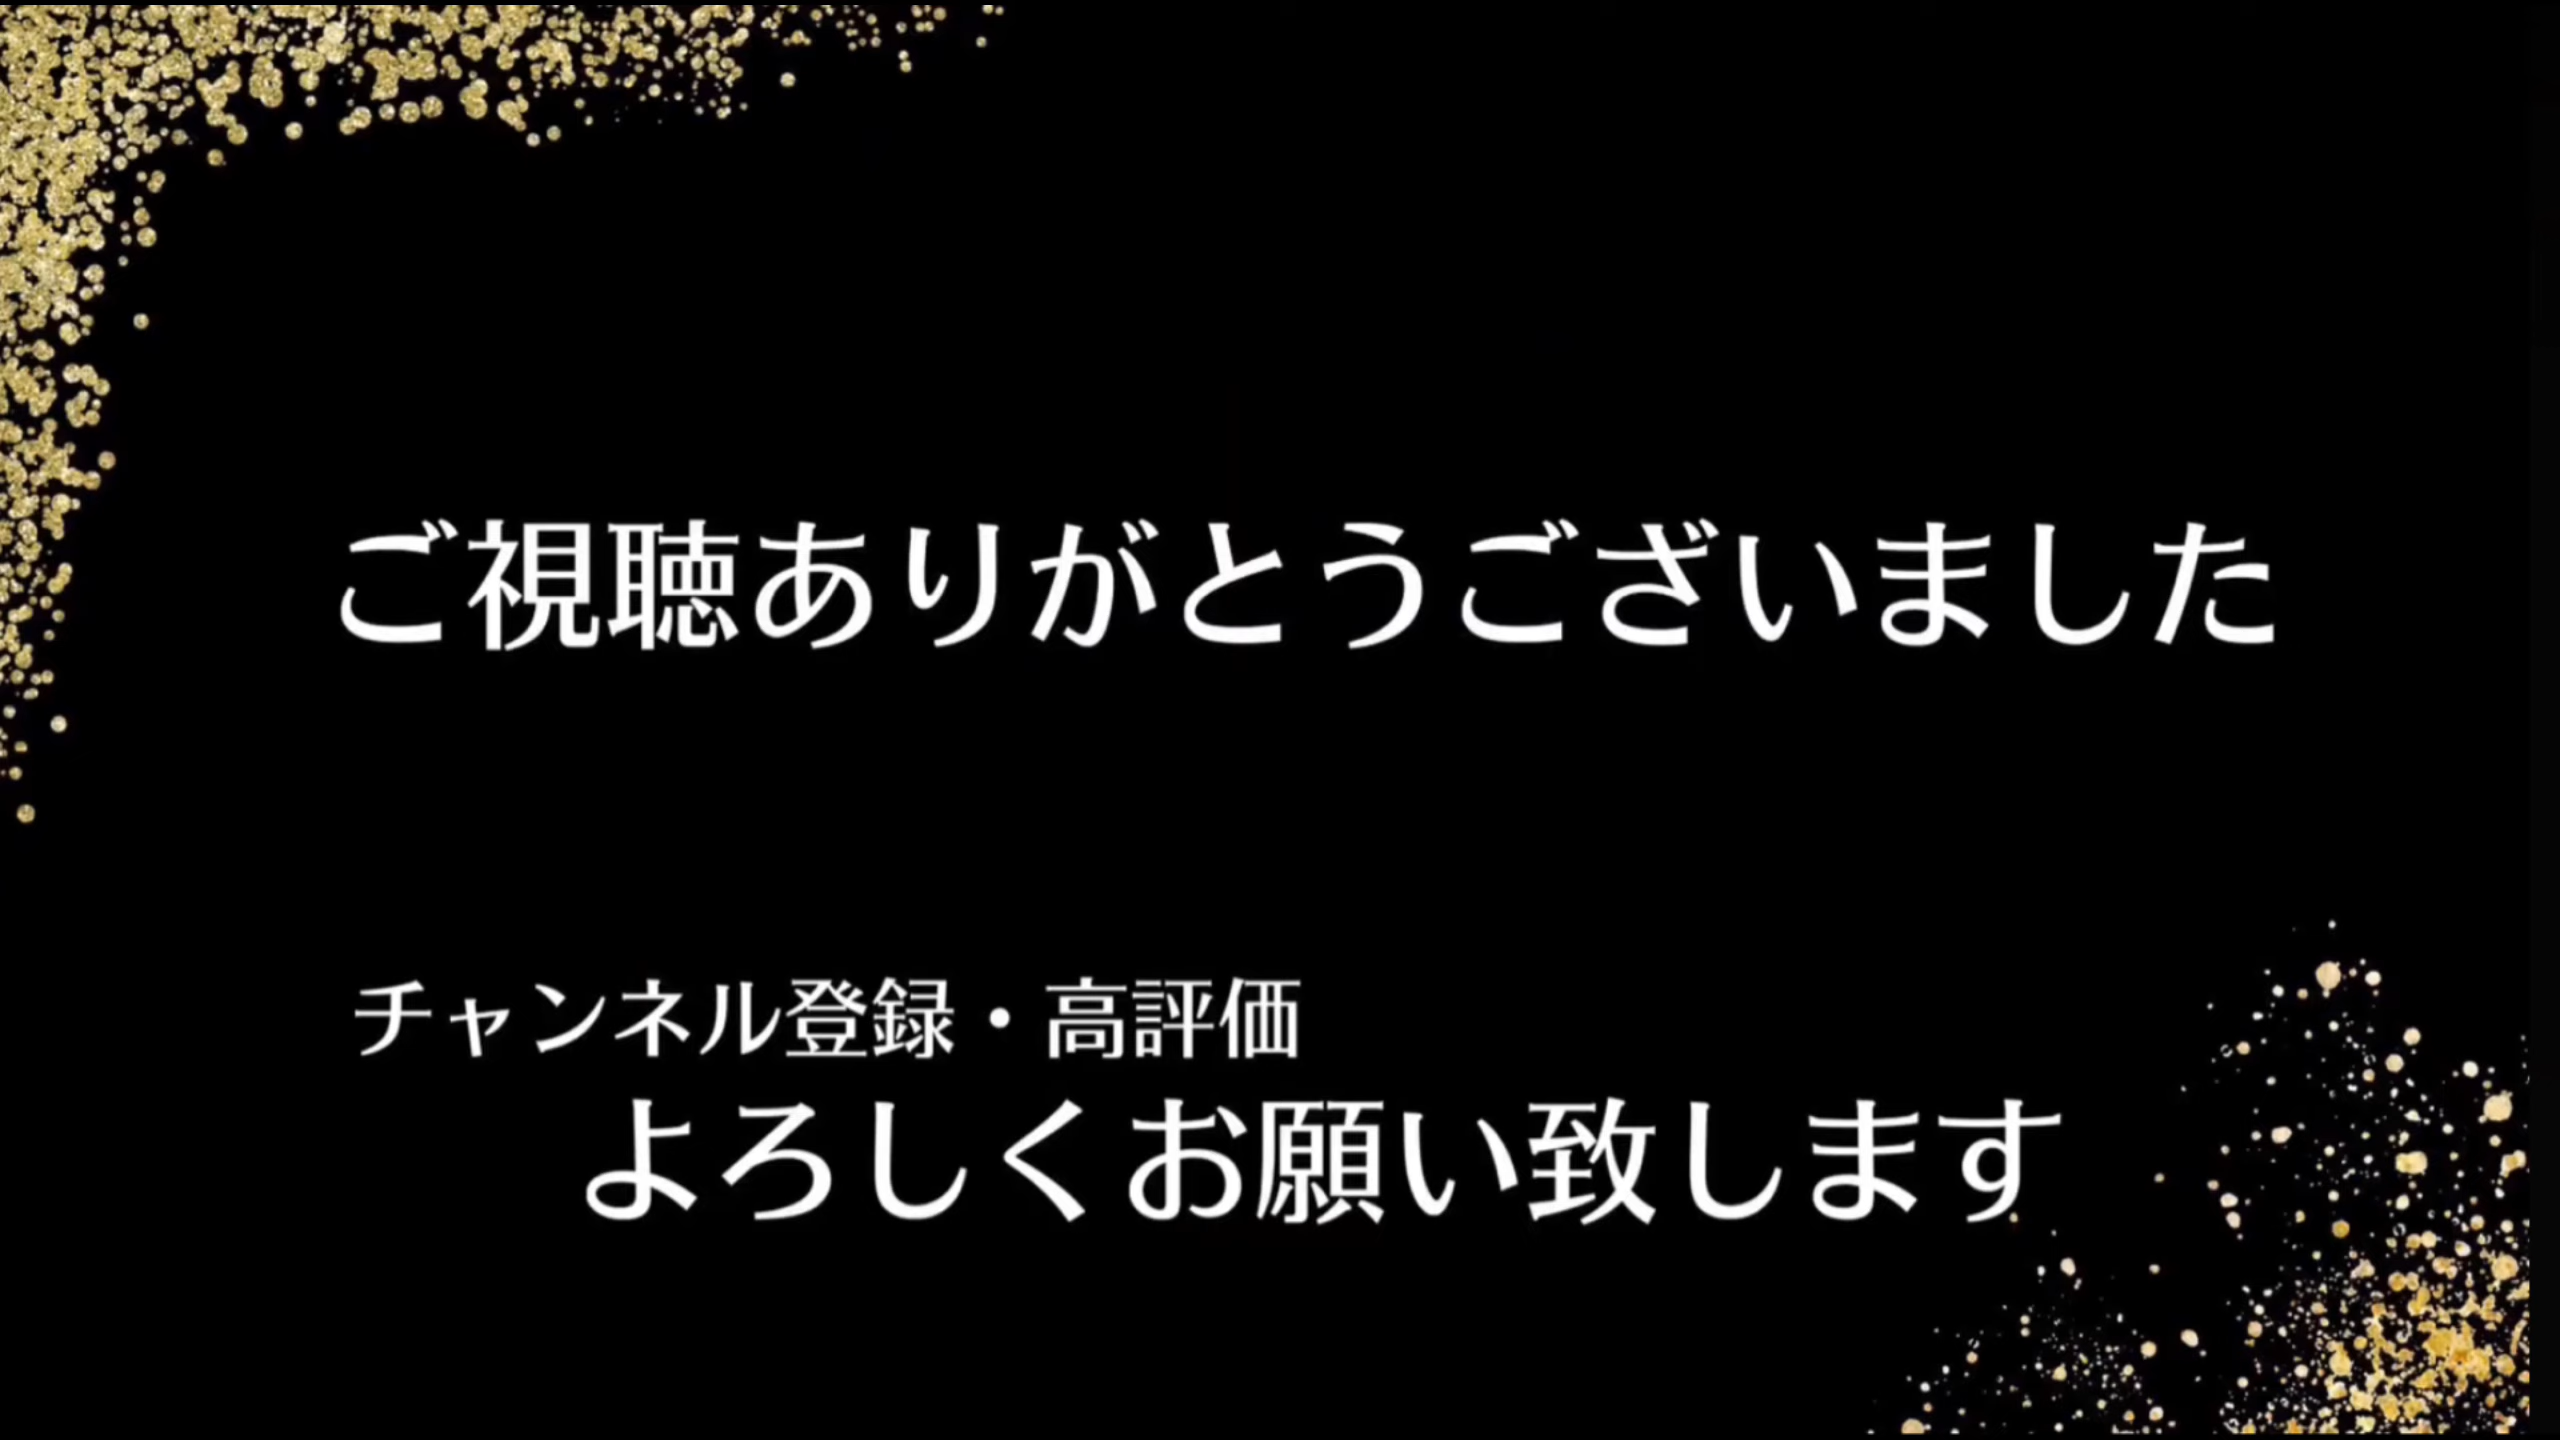 ご視聴ありがとうございました
チャンネル登録・高評価
よろしくお願い致します